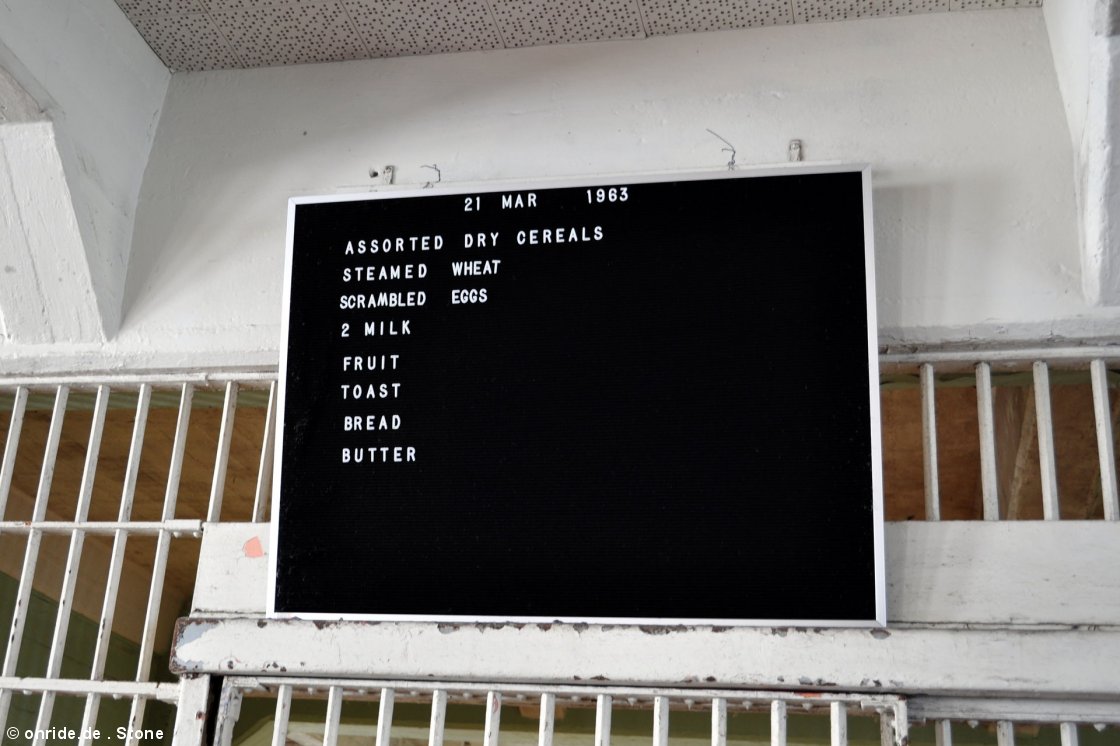 21 MAR 1963
ASSORTED DRY CEREALS
STEAMED WHEAT
SCRAMBLED EGGS
2 MILK
FRUIT
TOAST
BREAD
BUTTER
© onride.de . Stone